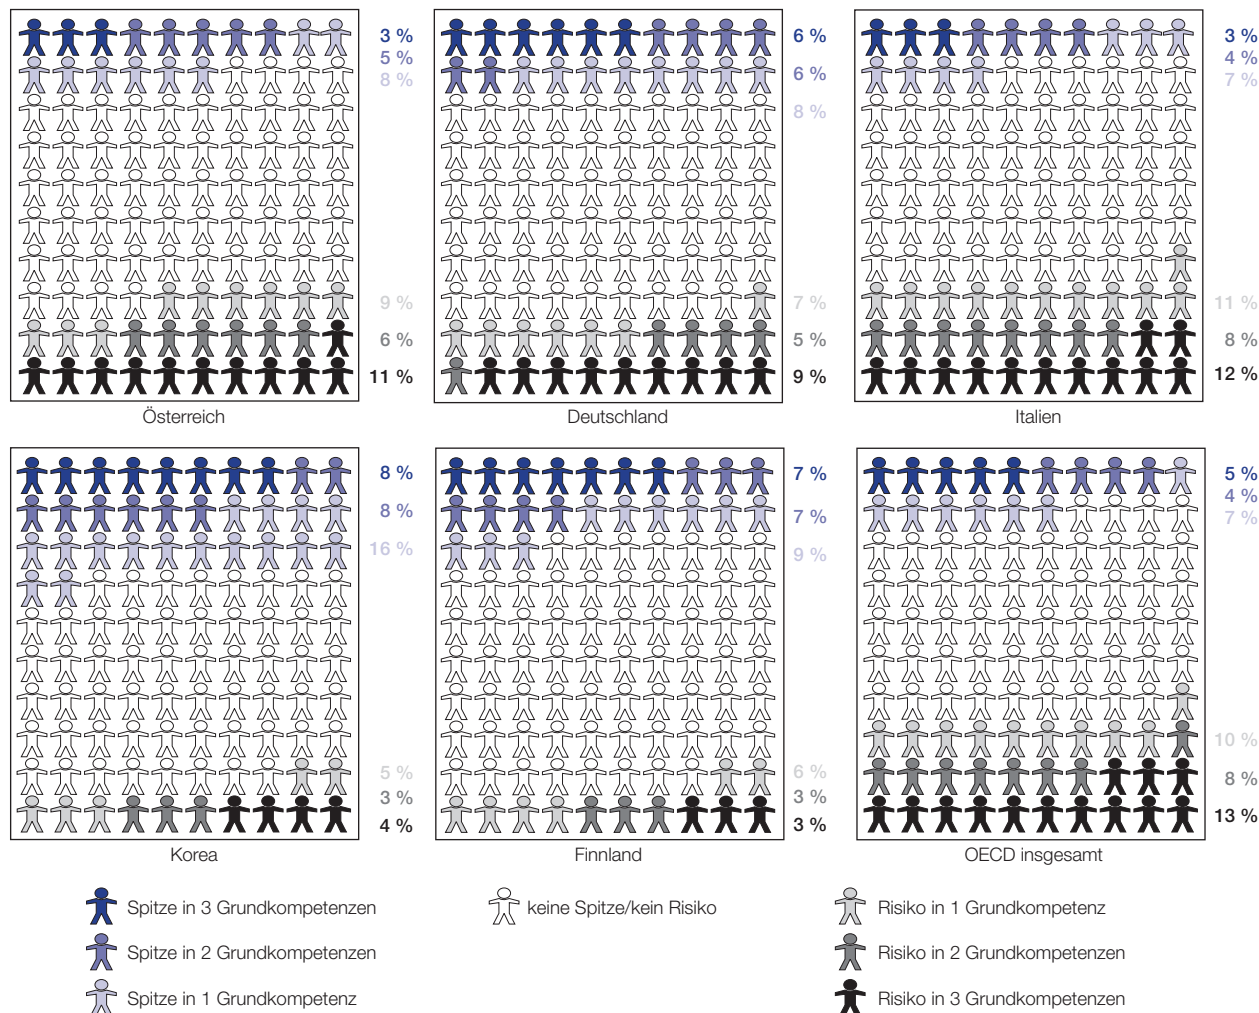 3 %
5 %
8 %
9 %
6 %
11 %
Österreich
6 %
6 %
8 %
7 %
5 %
9 %
Deutschland
3 %
4 %
7 %
11 %
8 %
12 %
Italien
8 %
8 %
16 %
5 %
3 %
4 %
Korea
7 %
7 %
9 %
6 %
3 %
3 %
Finnland
5 %
4 %
7 %
10 %
8 %
13 %
OECD insgesamt
Spitze in 3 Grundkompetenzen
Spitze in 2 Grundkompetenzen
Spitze in 1 Grundkompetenz
keine Spitze/kein Risiko
Risiko in 1 Grundkompetenz
Risiko in 2 Grundkompetenzen
Risiko in 3 Grundkompetenzen